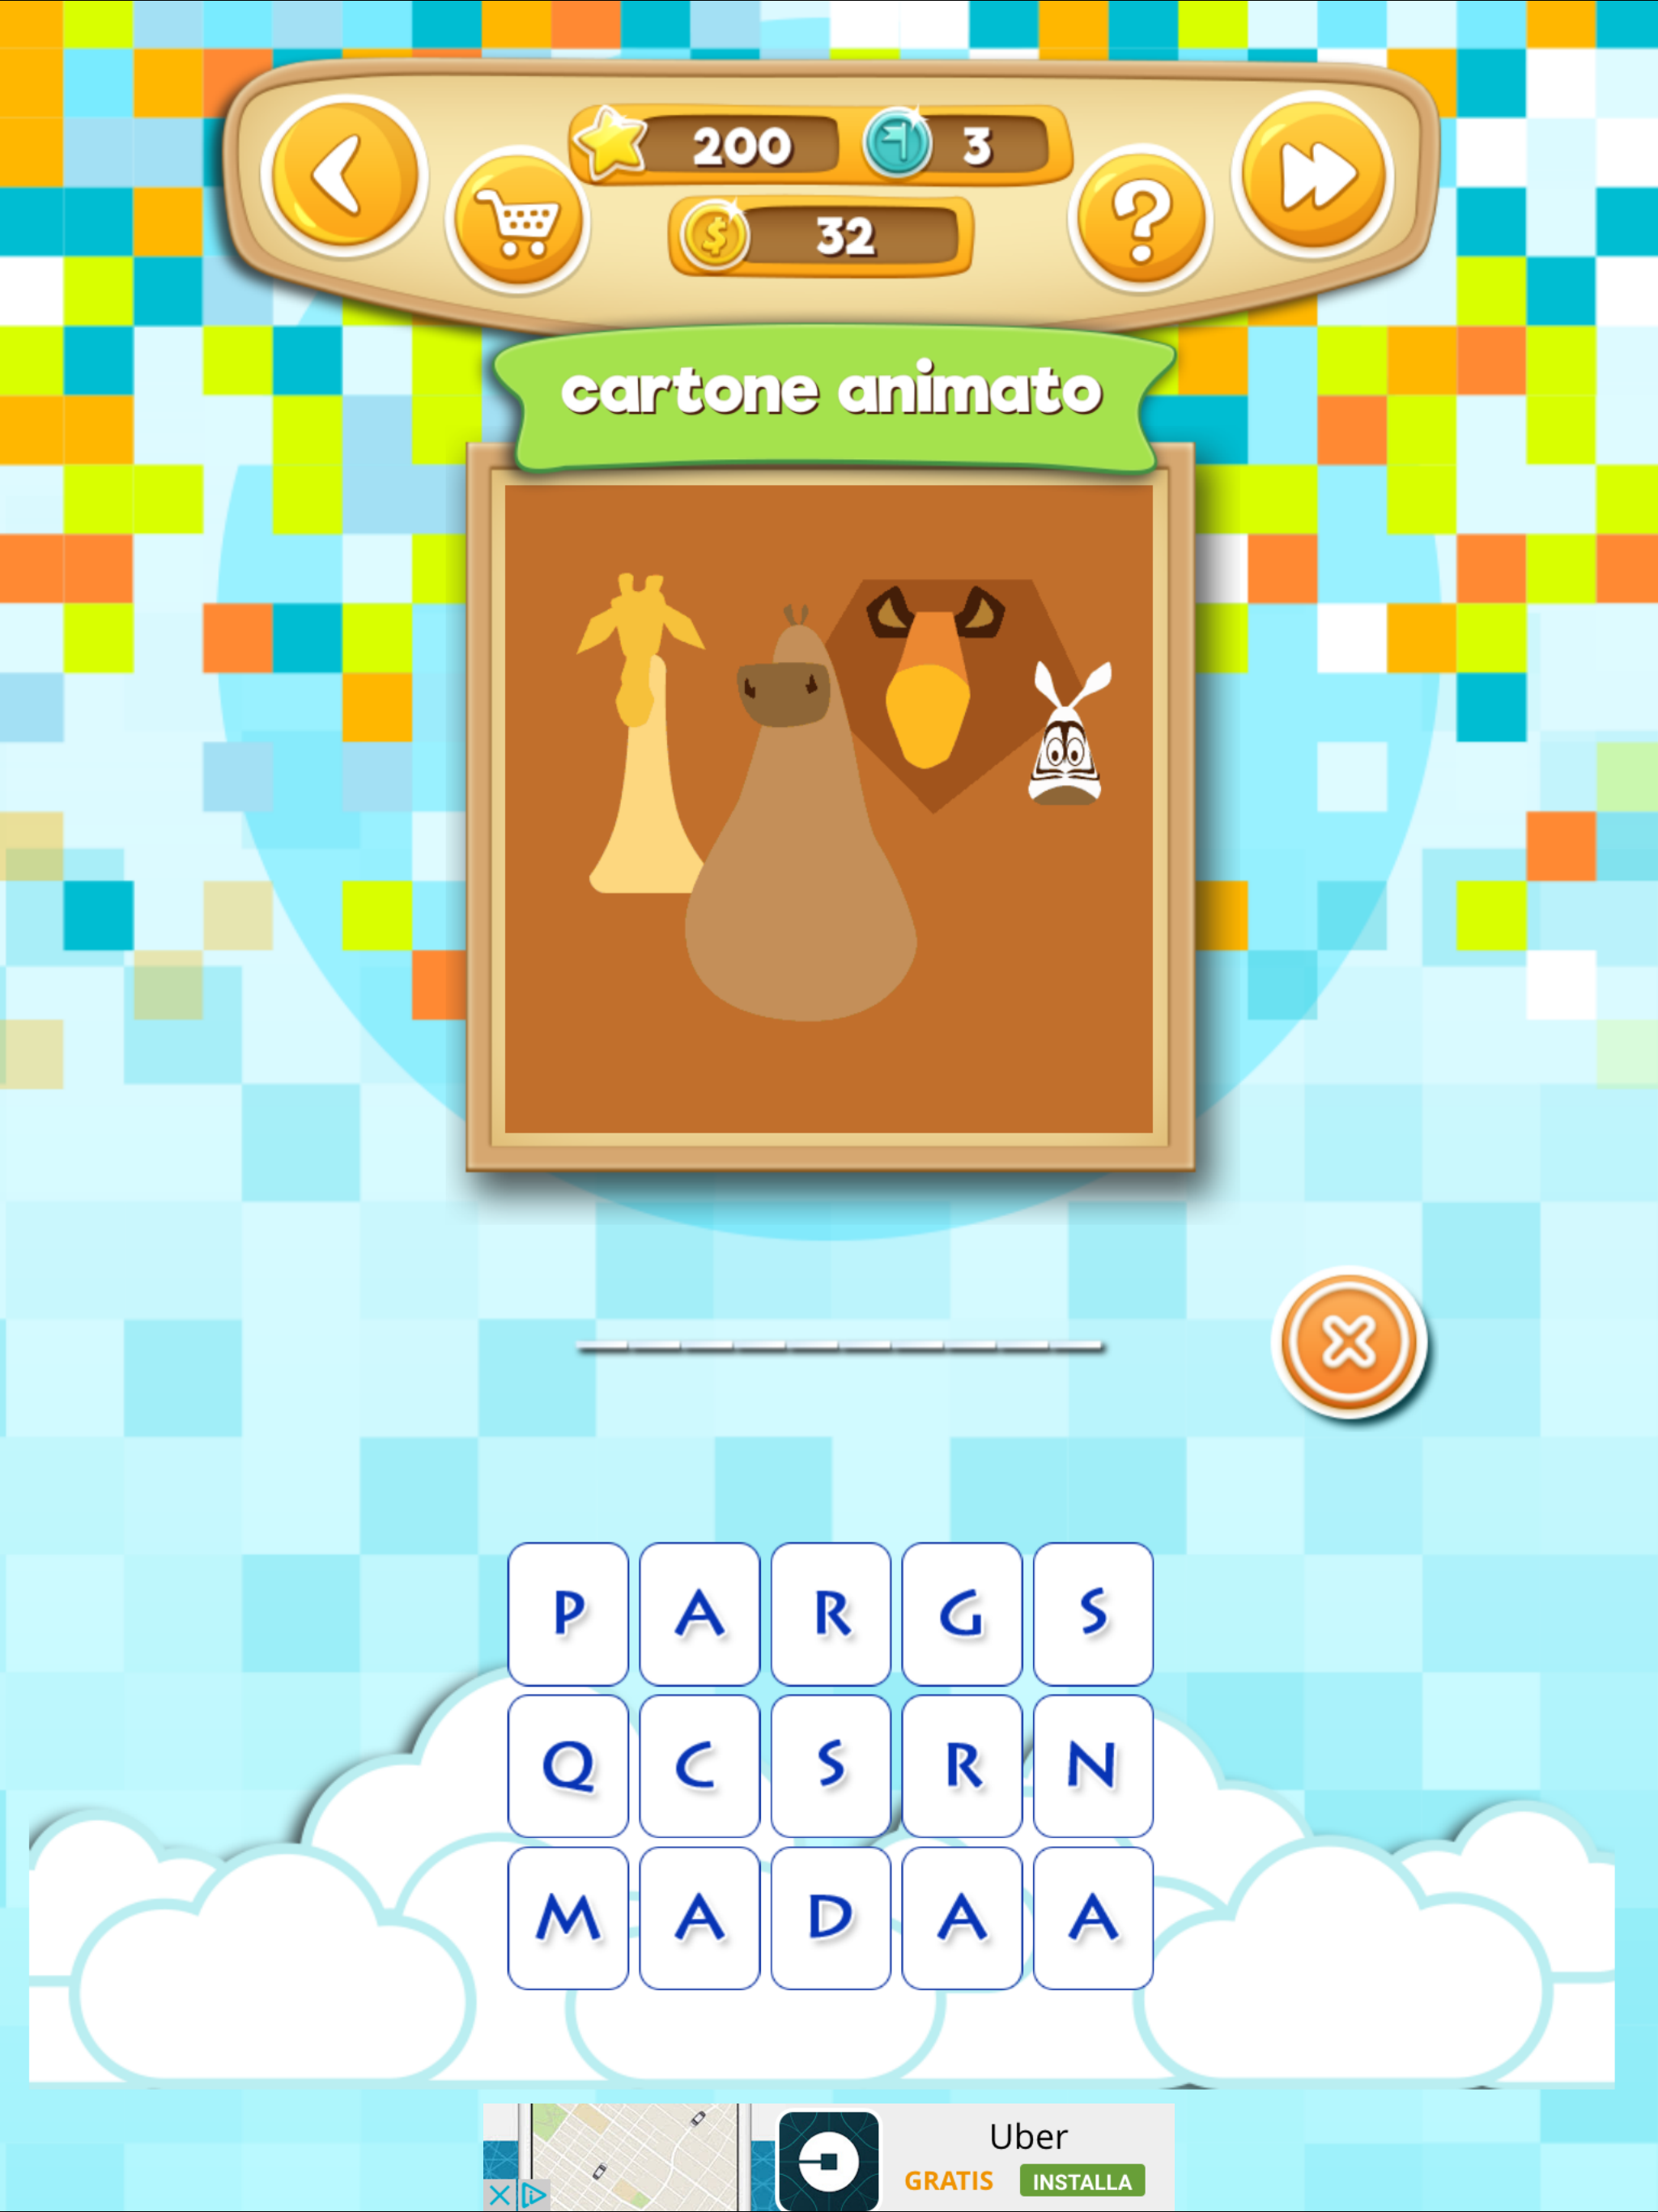 200 3
32
cartone animato
P A R G S
Q C S R N
M A D A A
Uber
GRATIS INSTALLA